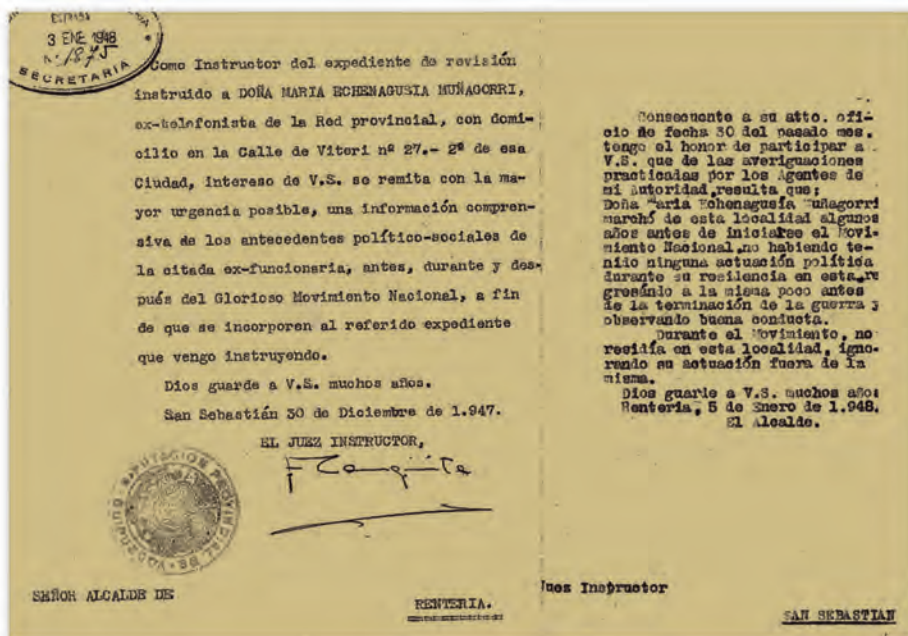 3 ENE 1948
Nº 1875
SECRETARIA
Como Instructor del expediente de revisión
instruido a DOÑA MARIA ECHENAGUSIA MUÑAGORRI,
ex-telefonista de la Red provincial, con domi-
cilio en la Calle de Viteri nº 27.- 2º de esa
Ciudad, intereso de V.S. se remita con la ma-
yor urgencia posible, una información compren-
siva de los antecedentes político-sociales de
la citada ex-funcionaria, antes, durante y des-
pués del Glorioso Movimiento Nacional, a fin
de que se incorporen al referido expediente
que vengo instruyendo.
Dios guarde a V.S. muchos años.
San Sebastián 30 de Diciembre de 1.947.
EL JUEZ INSTRUCTOR,
DIPUTACION PROVINCIAL DE GUIPUZCOA
SEÑOR ALCALDE DE
RENTERIA.
Consecuente a su atto. ofi-
cio de fecha 30 del pasado mes.
tengo el honor de participar a
V.S. que de las averiguaciones
practicadas por los Agentes de
mi Autoridad, resulta que;
Doña Maria Echenagusía Muñagorri
marchó de esta localidad algunos
años antes de iniciarse el Movi-
miento Nacional, no habiendo te-
nido ninguna actuación política
durante su residencia en esta, re
gresándo a la misma poco antes
de la terminación de la guerra y
observando buena conducta.
Durante el Movimiento, no
residía en esta localidad, igno-
rando su actuación fuera de la
misma.
Dios guarde a V.S. muchos años
Rentería, 5 de Enero de 1.948.
El Alcalde.
Juez Instructor
SAN SEBASTIAN